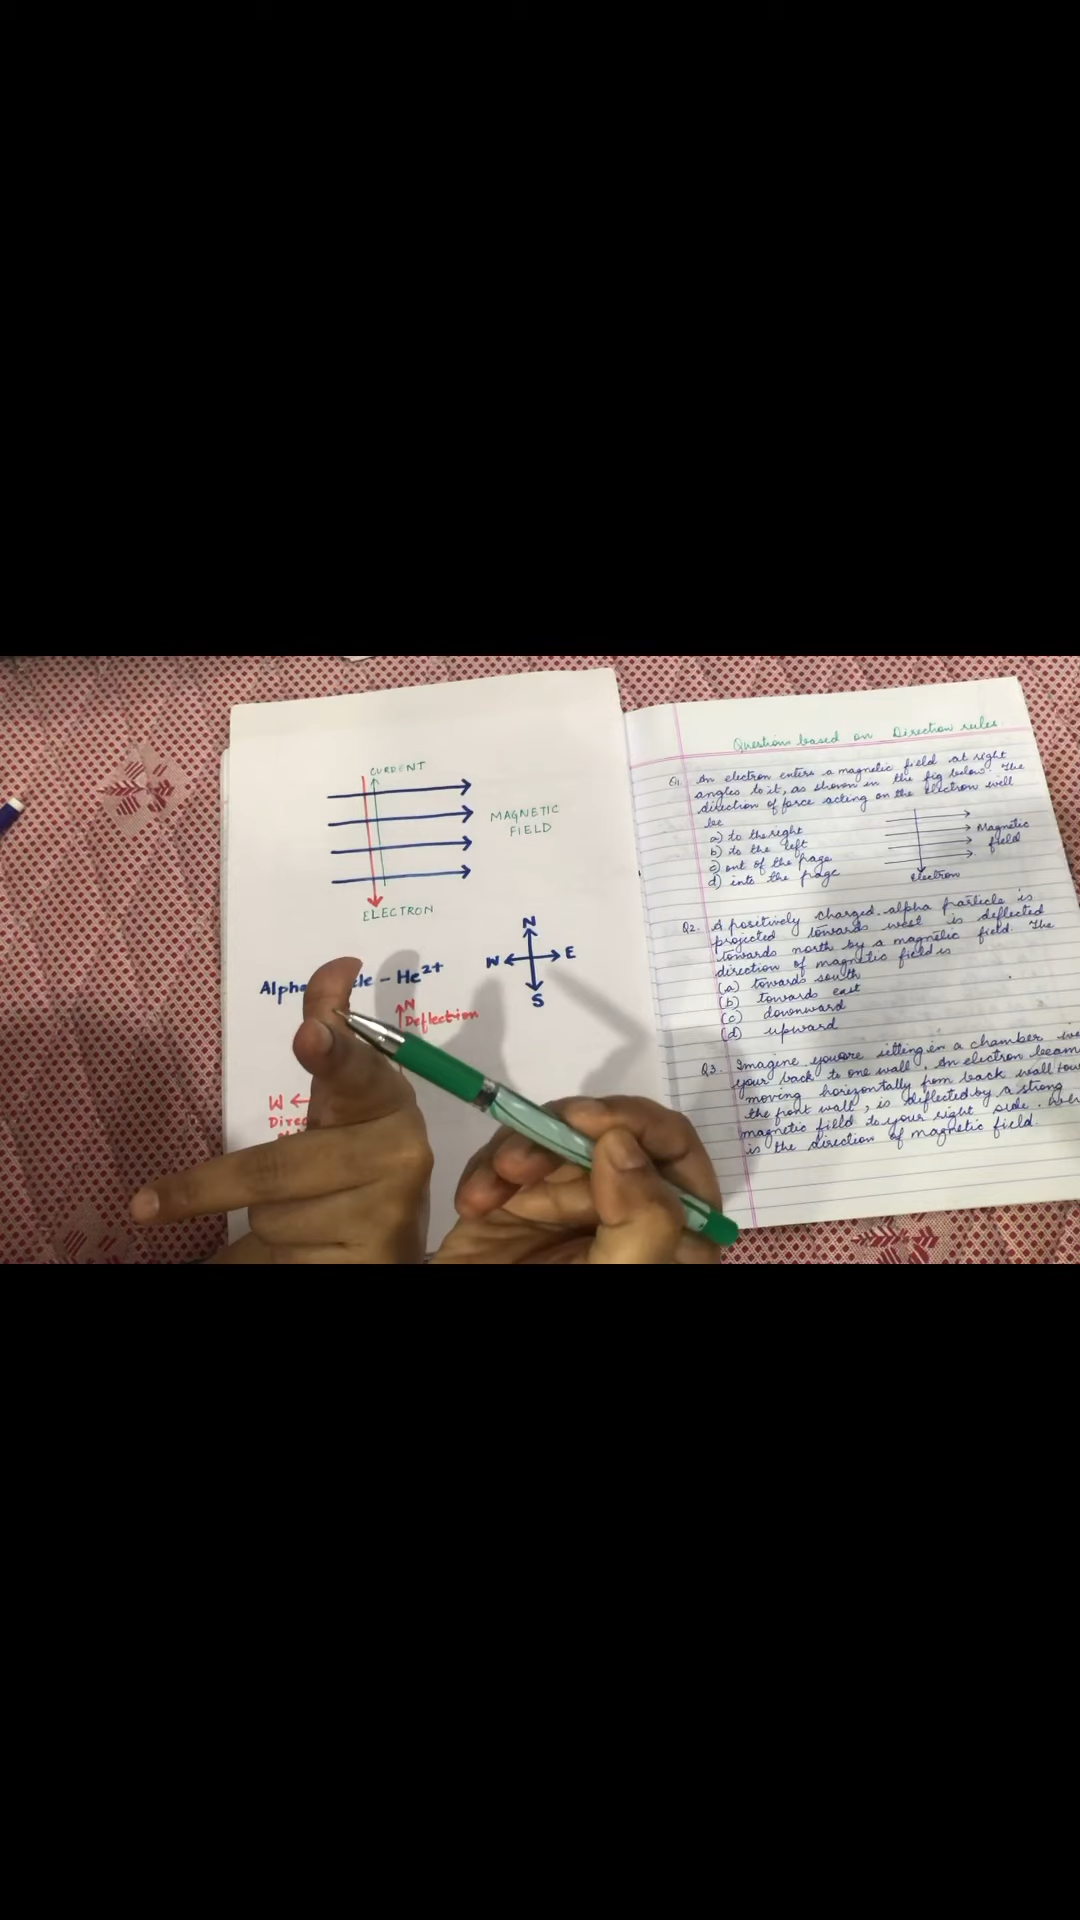 CURRENT
MAGNETIC
FIELD
ELECTRON
N
W
E
S
Alpha - He2+
N
Deflection
W
Direc
Questions based on Direction rules.
Q1. An electron enters a magnetic field at right
angles to it, as shown in the fig below. The
direction of force acting on the electron will
be
a) to the right
b) to the left
c) out of the page
d) into the page
Magnetic
field
Electron
Q2. A positively charged alpha particle is
projected towards west is deflected
towards north by a magnetic field. The
direction of magnetic field is
(a) towards south
(b) towards east
(c) downward
(d) upward
Q3. Imagine you are sitting in a chamber
your back to one wall. An electron beam
moving horizontally from back wall
the front wall, is deflected by a strong
magnetic field to your right side.
is the direction of magnetic field.